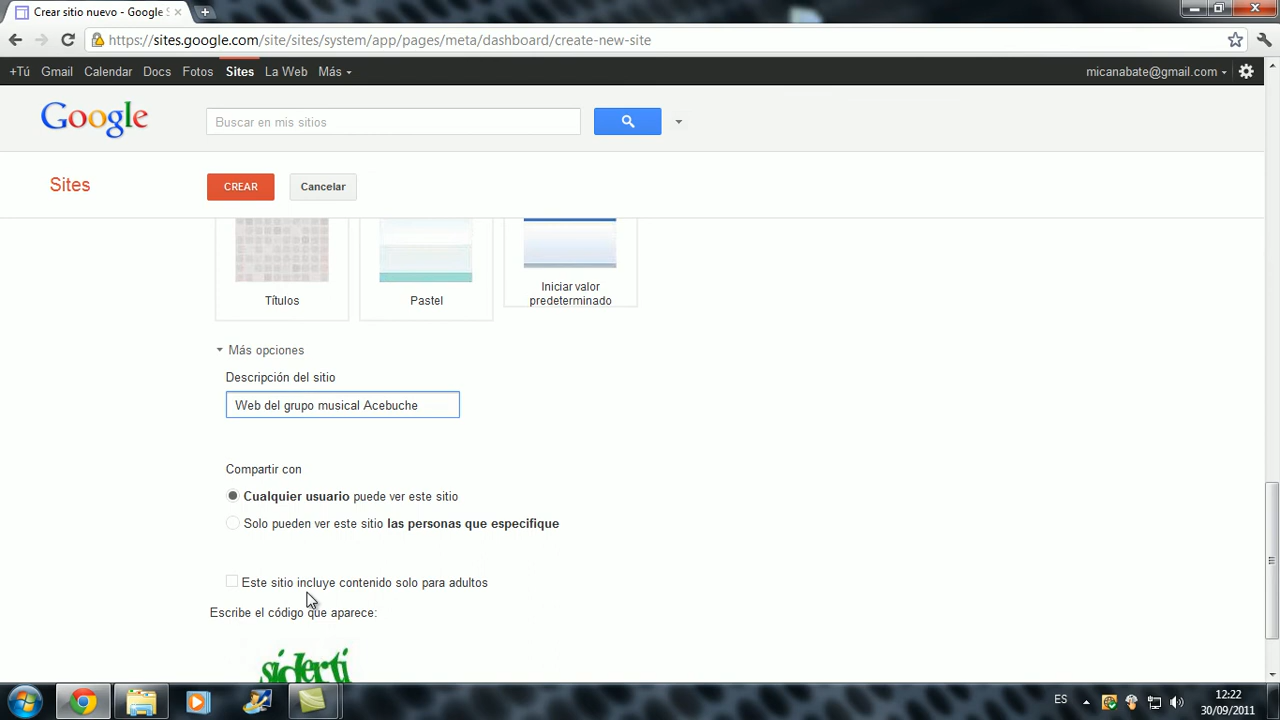 Crear sitio nuevo - Google S
https://sites.google.com/site/sites/system/app/pages/meta/dashboard/create-new-site
+Tú Gmail Calendar Docs Fotos Sites La Web Más micanabate@gmail.com
Google Buscar en mis sitios
Sites CREAR Cancelar
Títulos Pastel Iniciar valor
predeterminado
Más opciones
Descripción del sitio
Web del grupo musical Acebuche
Compartir con
Cualquier usuario puede ver este sitio
Solo pueden ver este sitio las personas que especifique
Este sitio incluye contenido solo para adultos
Escribe el código que aparece:
siderti
ES 12:22
30/09/2011